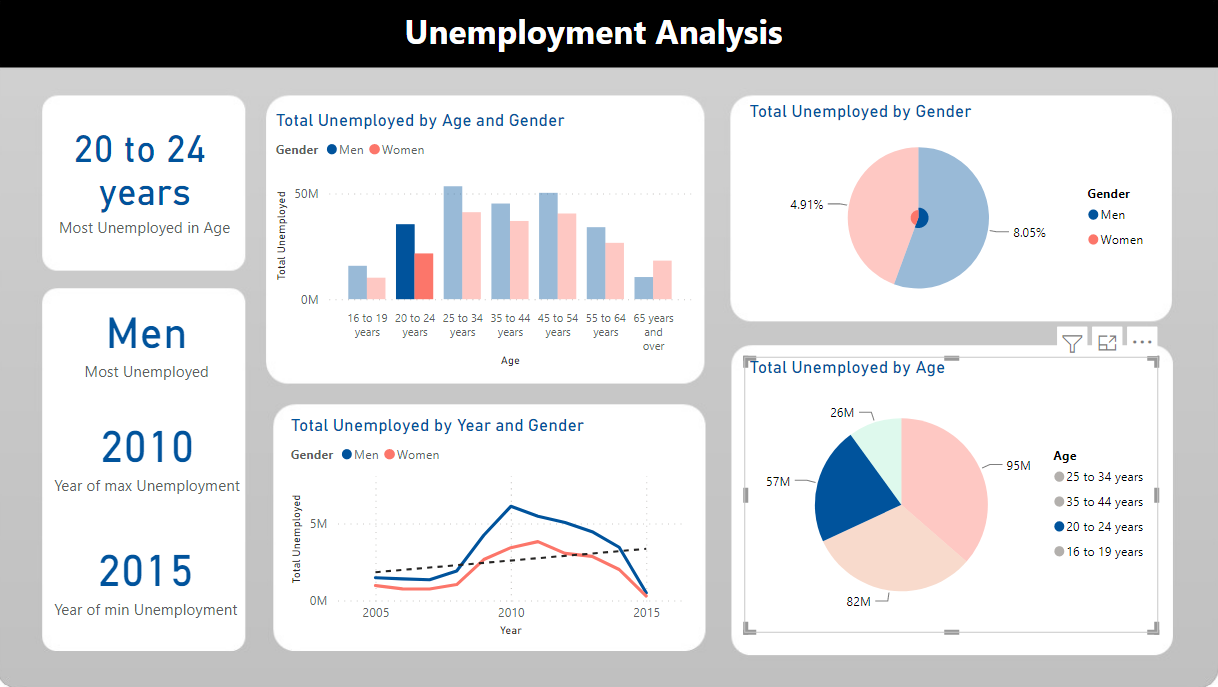 Unemployment Analysis
20 to 24
years
Most Unemployed in Age
Men
Most Unemployed
2010
Year of max Unemployment
2015
Year of min Unemployment
Total Unemployed by Age and Gender
Gender Men Women
Total Unemployed
50M
0M
16 to 19 years
20 to 24 years
25 to 34 years
35 to 44 years
45 to 54 years
55 to 64 years
65 years and over
Age
Total Unemployed by Year and Gender
Gender Men Women
Total Unemployed
5M
0M
2005 2010 2015
Year
Total Unemployed by Gender
4.91%
8.05%
Gender
Men
Women
Total Unemployed by Age
26M
95M
57M
82M
Age
25 to 34 years
35 to 44 years
20 to 24 years
16 to 19 years